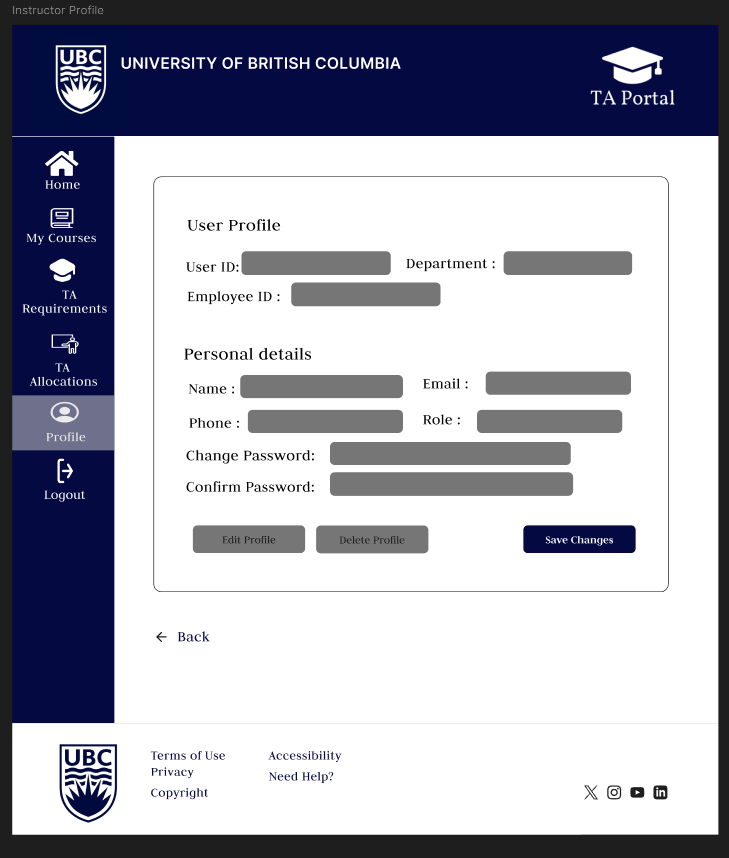 Instructor Profile
UBC
UNIVERSITY OF BRITISH COLUMBIA
TA Portal
Home
My Courses
TA
Requirements
TA
Allocations
Profile
Logout
User Profile
User ID:
Department :
Employee ID :
Personal details
Name :
Email :
Phone :
Role :
Change Password:
Confirm Password:
Edit Profile
Delete Profile
Save Changes
Back
UBC
Terms of Use
Privacy
Copyright
Accessibility
Need Help?